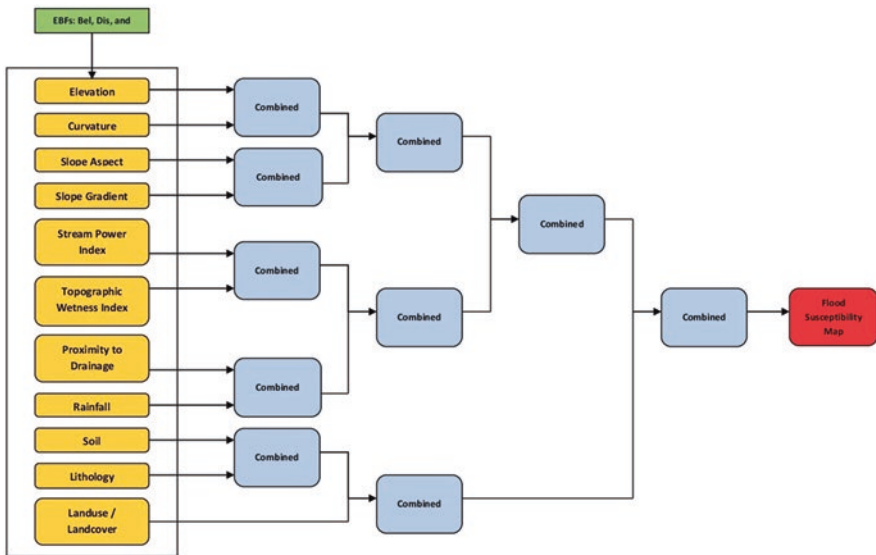 EBFs: Bel, Dis, and
Elevation
Curvature
Slope Aspect
Slope Gradient
Stream Power
Index
Topographic
Wetness Index
Proximity to
Drainage
Rainfall
Soil
Lithology
Landuse /
Landcover
Combined
Combined
Combined
Combined
Combined
Combined
Combined
Combined
Combined
Combined
Flood
Susceptibility
Map